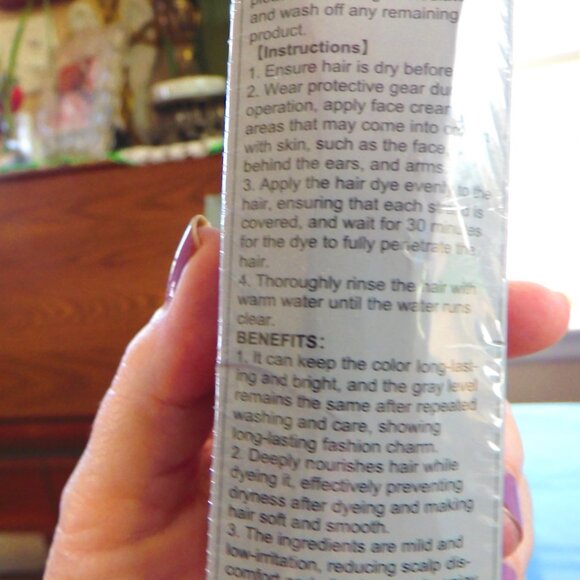 and wash off any remaining
product.
【Instructions】
1. Ensure hair is dry before
2. Wear protective gear
operation, apply face cream
areas that may come into
with skin, such as the face,
behind the ears, and arms
3. Apply the hair dye evenly to the
hair, ensuring that each strand is
covered, and wait for 30 minutes
for the dye to fully penetrate the
hair.
4. Thoroughly rinse the hair with
warm water until the water runs
clear.
BENEFITS:
1. It can keep the color long-last-
ing and bright, and the gray level
remains the same after repeated
washing and care, showing
long-lasting fashion charm.
2. Deeply nourishes hair while
dyeing it, effectively preventing
dryness after dyeing and making
hair soft and smooth.
3. The ingredients are mild and
low-irritation, reducing scalp dis-